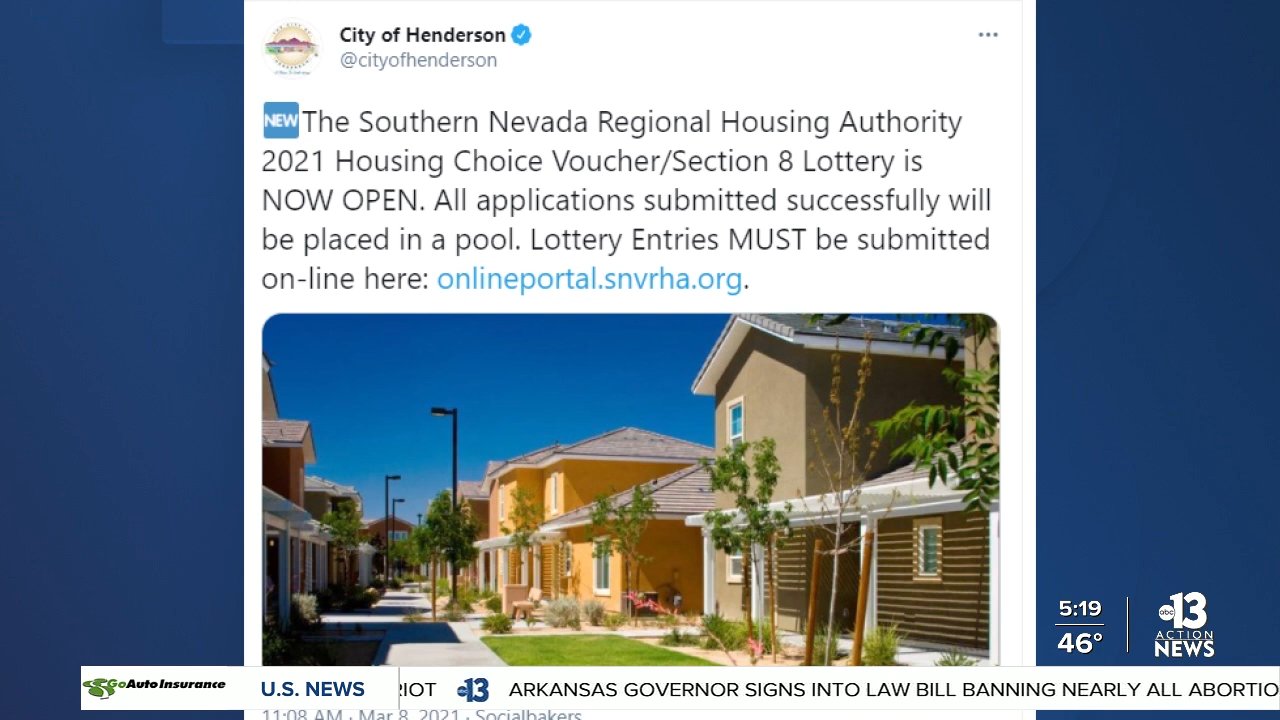 City of Henderson
@cityofhenderson
NEW The Southern Nevada Regional Housing Authority
2021 Housing Choice Voucher/Section 8 Lottery is
NOW OPEN. All applications submitted successfully will
be placed in a pool. Lottery Entries MUST be submitted
on-line here: onlineportal.snvrha.org.
5:19
46°
abc 13
ACTION
NEWS
GoAuto Insurance
U.S. NEWS
RIOT
13
ARKANSAS GOVERNOR SIGNS INTO LAW BILL BANNING NEARLY ALL ABORTIO
11:08 AM · Mar 8, 2021 · Socialbakers